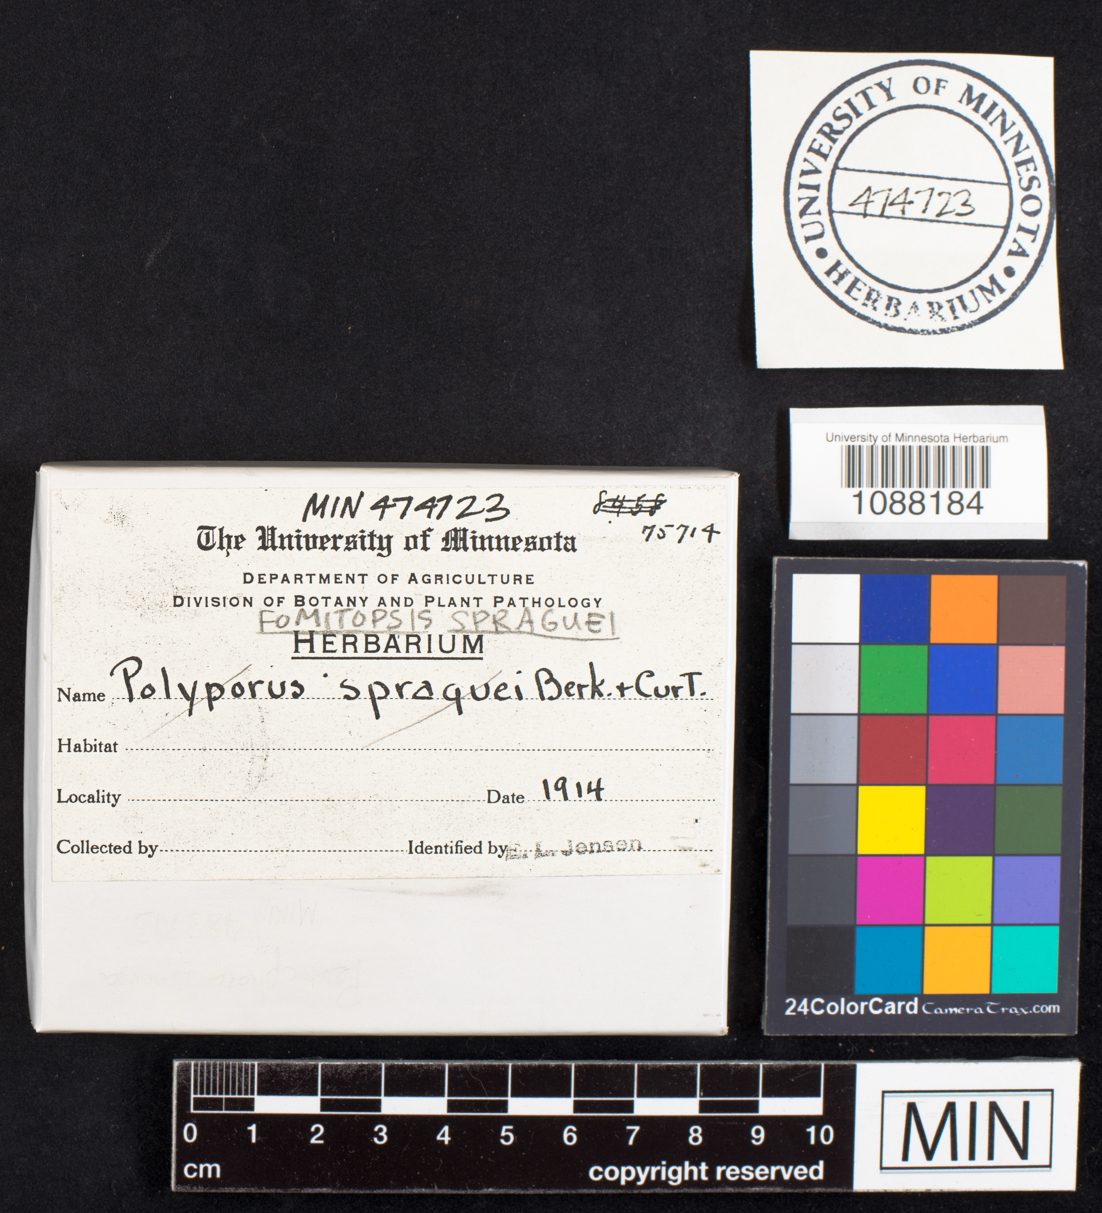 UNIVERSITY OF MINNESOTA
474723
• HERBARIUM •
University of Minnesota Herbarium
1088184
MIN 474723
8458
75714
The University of Minnesota
DEPARTMENT OF AGRICULTURE
DIVISION OF BOTANY AND PLANT PATHOLOGY
FOMITOPSIS SPRAGUEI
HERBARIUM
Name Polyporus spraguei Berk. + Curt.
Habitat
Locality Date 1914
Collected by Identified by E. L. Jensen
24ColorCard CameraTrax.com
0 1 2 3 4 5 6 7 8 9 10
cm copyright reserved
MIN